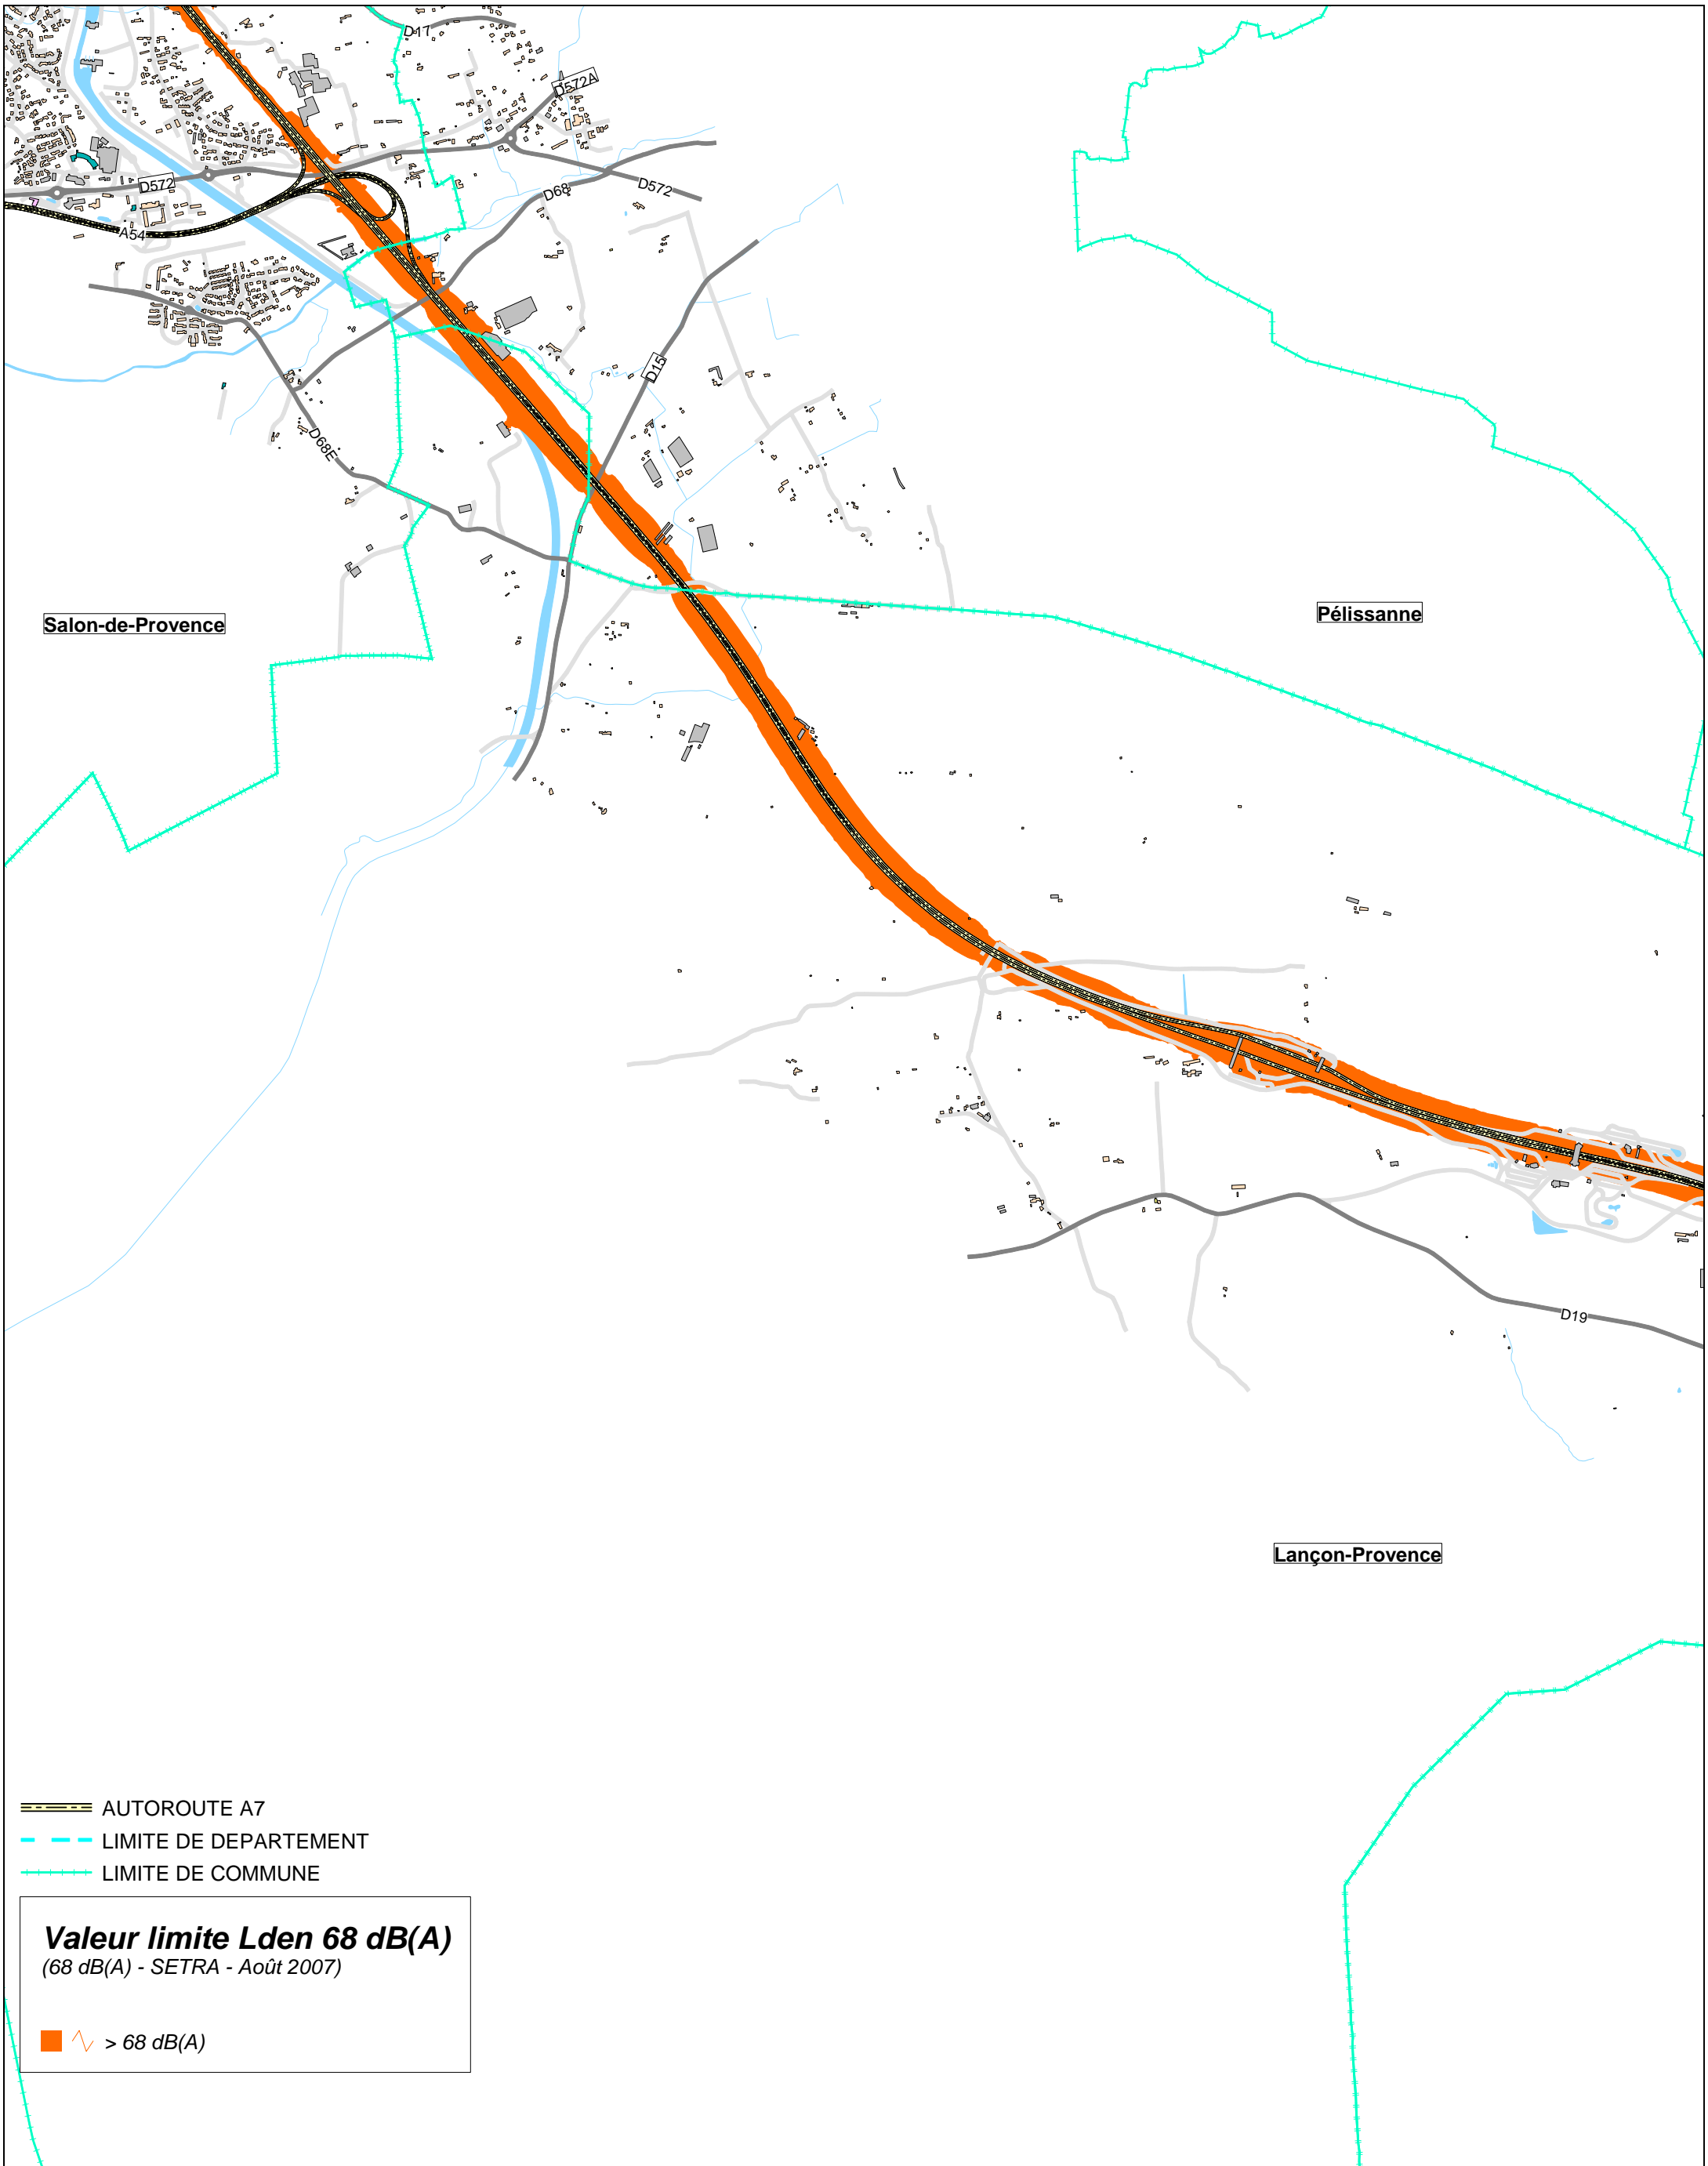 D17
D572A
D572
D68
D572
A54
D15
D68E
Salon-de-Provence
Pélissanne
D19
Lançon-Provence
AUTOROUTE A7
LIMITE DE DEPARTEMENT
LIMITE DE COMMUNE
Valeur limite Lden 68 dB(A)
(68 dB(A) - SETRA - Août 2007)
> 68 dB(A)